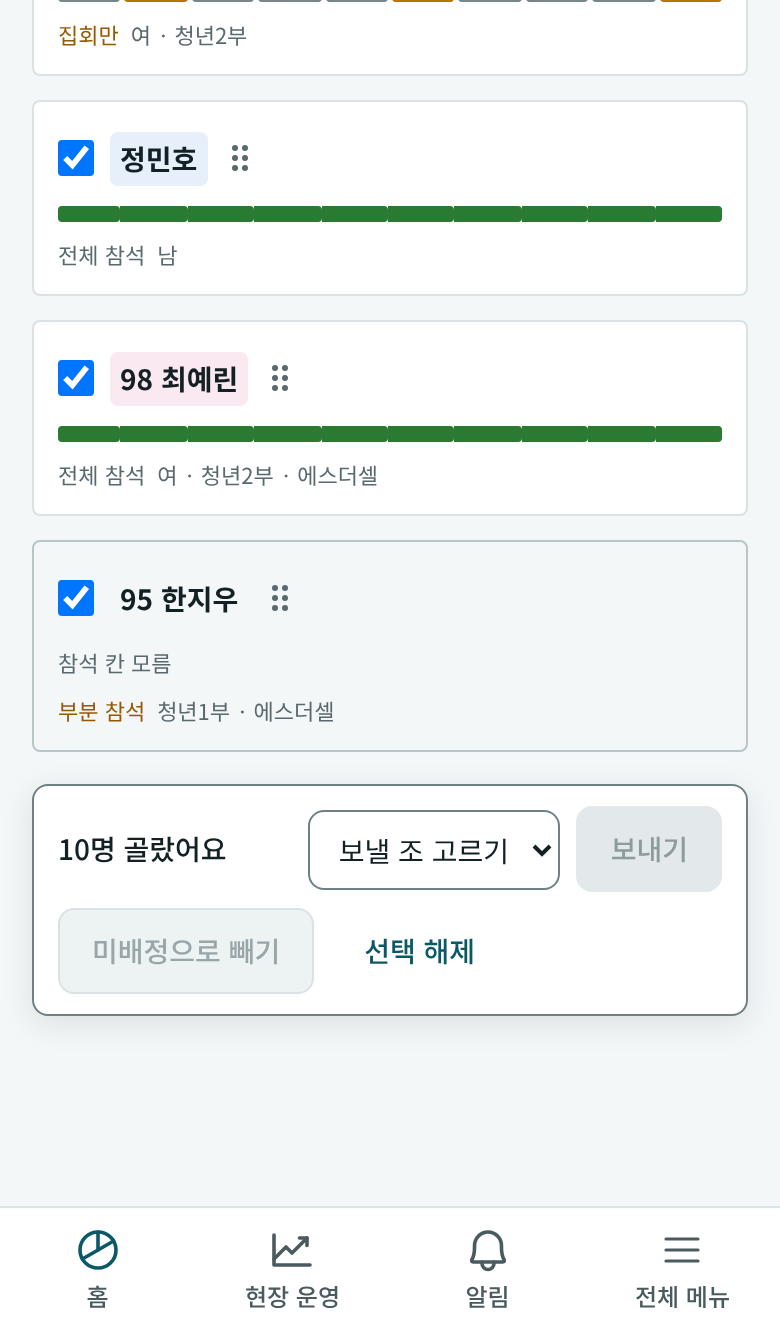 집회만 여 · 청년2부
정민호
전체 참석 남
98 최예린
전체 참석 여 · 청년2부 · 에스더셀
95 한지우
참석 칸 모름
부분 참석 청년1부 · 에스더셀
10명 골랐어요 보낼 조 고르기 보내기
미배정으로 빼기 선택 해제
홈 현장 운영 알림 전체 메뉴